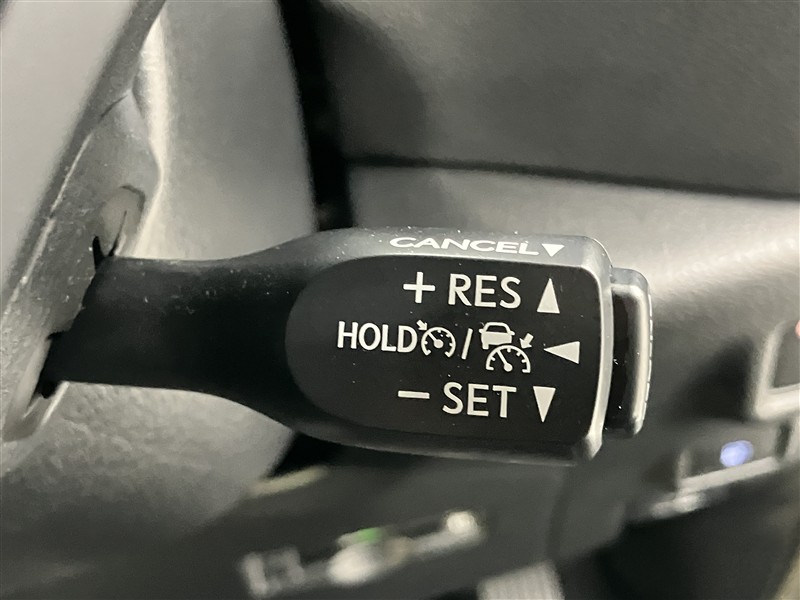 CANCEL▼
+ RES ▲
HOLD / ◀
− SET ▼